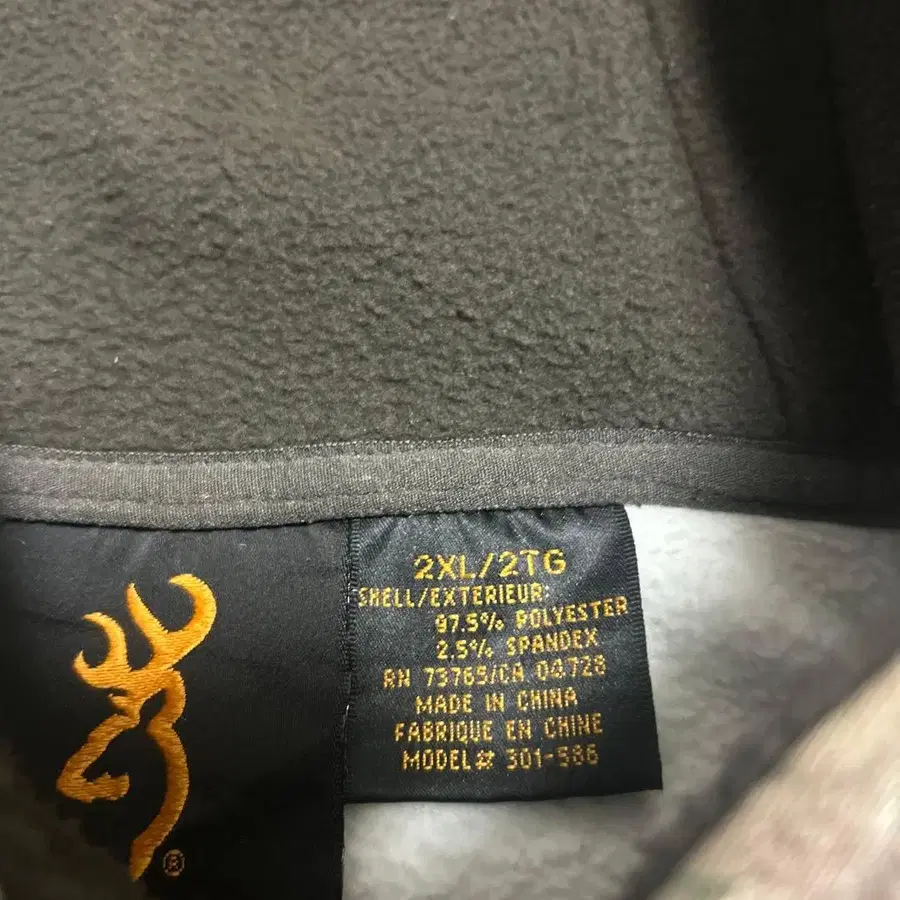 2XL/2TG
SHELL/EXTERIEUR:
97.5% POLYESTER
2.5% SPANDEX
RN 73765/CA 04728
MADE IN CHINA
FABRIQUE EN CHINE
MODEL# 301-586
®